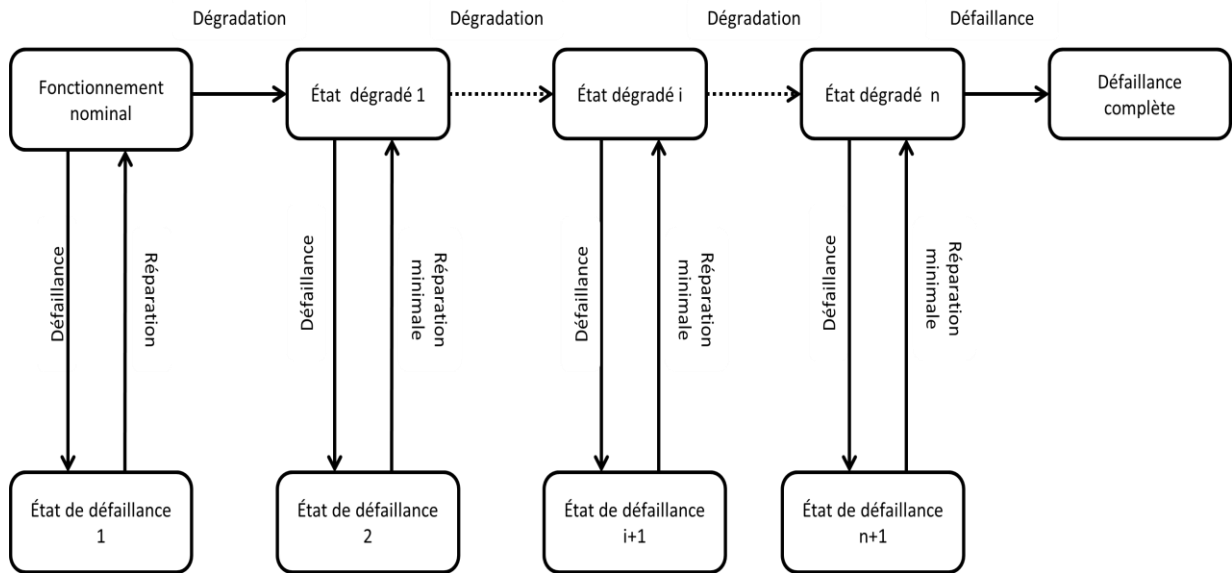 Dégradation
Dégradation
Dégradation
Défaillance
Fonctionnement
nominal
État dégradé 1
État dégradé i
État dégradé n
Défaillance
complète
Défaillance
Réparation
Défaillance
Réparation
minimale
Défaillance
Réparation
minimale
Défaillance
Réparation
minimale
État de défaillance
1
État de défaillance
2
État de défaillance
i+1
État de défaillance
n+1